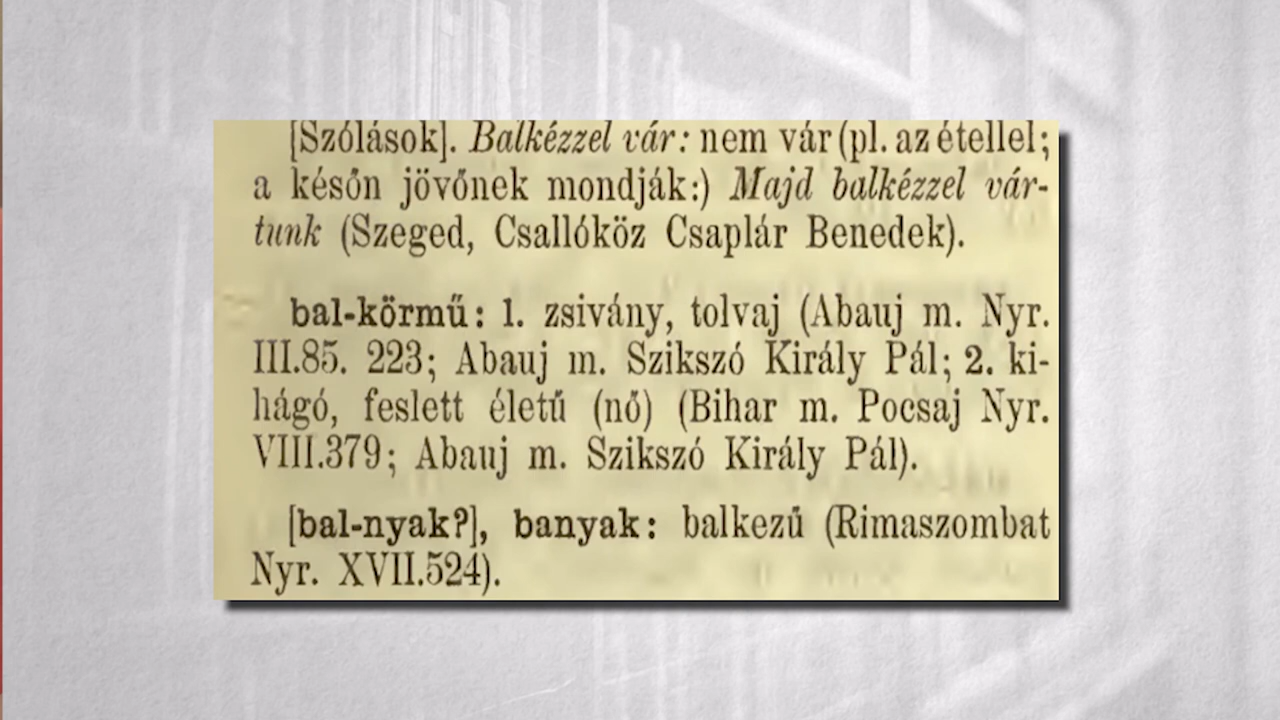 [Szólások]. Balkézzel vár: nem vár (pl. az étellel;
a későn jövőnek mondják:) Majd balkézzel vár-
tunk (Szeged, Csallóköz Csaplár Benedek).
bal-körmű: 1. zsivány, tolvaj (Abauj m. Nyr.
III.85. 223; Abauj m. Szikszó Király Pál; 2. ki-
hágó, feslett életű (nő) (Bihar m. Pocsaj Nyr.
VIII.379; Abauj m. Szikszó Király Pál).
[bal-nyak?], banyak: balkezű (Rimaszombat
Nyr. XVII.524).